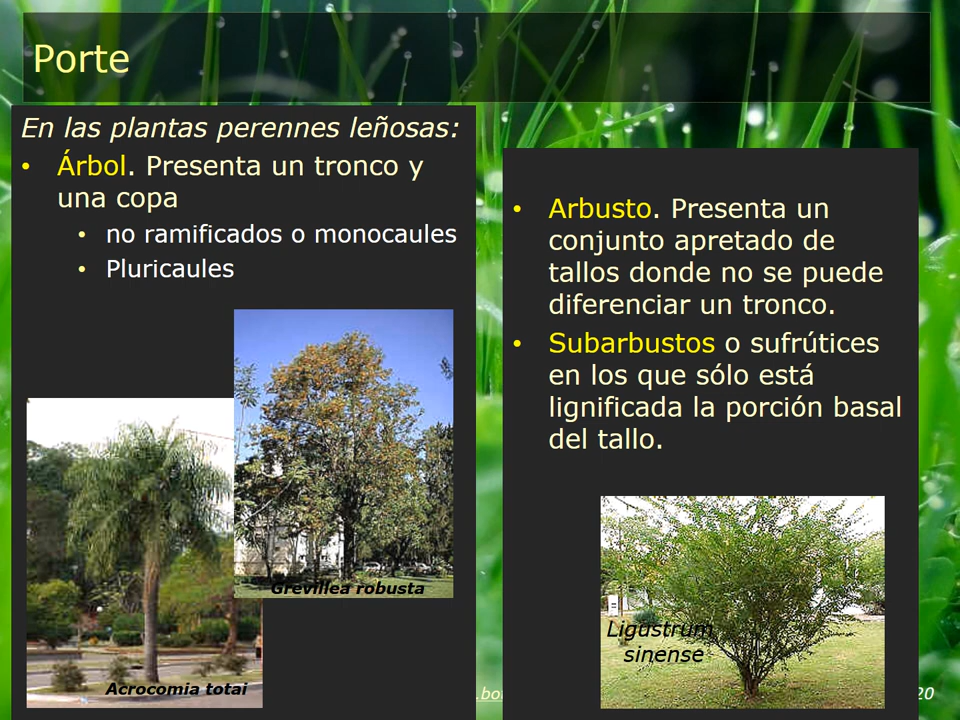 Porte
En las plantas perennes leñosas:
• Árbol. Presenta un tronco y
una copa
• no ramificados o monocaules
• Pluricaules
Grevillea robusta
Acrocomia totai
• Arbusto. Presenta un
conjunto apretado de
tallos donde no se puede
diferenciar un tronco.
• Subarbustos o sufrútices
en los que sólo está
lignificada la porción basal
del tallo.
Ligustrum
sinense
20